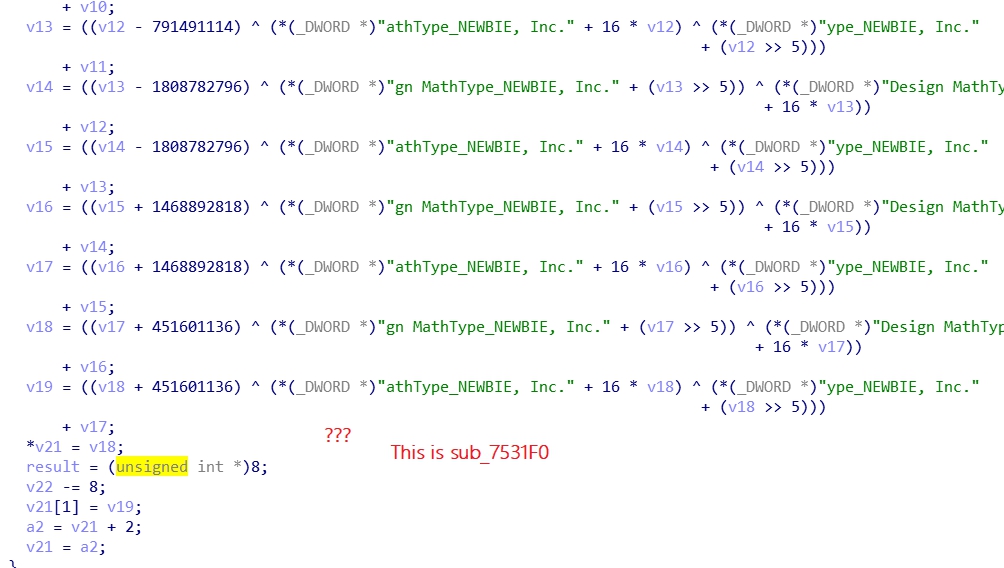 + v10;
v13 = ((v12 - 791491114) ^ (*(_DWORD *)"athType_NEWBIE, Inc." + 16 * v12) ^ (*(_DWORD *)"ype_NEWBIE, Inc."
+ (v12 >> 5)))
+ v11;
v14 = ((v13 - 1808782796) ^ (*(_DWORD *)"gn MathType_NEWBIE, Inc." + (v13 >> 5)) ^ (*(_DWORD *)"Design MathTy
+ 16 * v13))
+ v12;
v15 = ((v14 - 1808782796) ^ (*(_DWORD *)"athType_NEWBIE, Inc." + 16 * v14) ^ (*(_DWORD *)"ype_NEWBIE, Inc."
+ (v14 >> 5)))
+ v13;
v16 = ((v15 + 1468892818) ^ (*(_DWORD *)"gn MathType_NEWBIE, Inc." + (v15 >> 5)) ^ (*(_DWORD *)"Design MathTy
+ 16 * v15))
+ v14;
v17 = ((v16 + 1468892818) ^ (*(_DWORD *)"athType_NEWBIE, Inc." + 16 * v16) ^ (*(_DWORD *)"ype_NEWBIE, Inc."
+ (v16 >> 5)))
+ v15;
v18 = ((v17 + 451601136) ^ (*(_DWORD *)"gn MathType_NEWBIE, Inc." + (v17 >> 5)) ^ (*(_DWORD *)"Design MathTyp
+ 16 * v17))
+ v16;
v19 = ((v18 + 451601136) ^ (*(_DWORD *)"athType_NEWBIE, Inc." + 16 * v18) ^ (*(_DWORD *)"ype_NEWBIE, Inc."
+ (v18 >> 5)))
+ v17;
???
*v21 = v18;
This is sub_7531F0
result = (unsigned int *)8;
v22 -= 8;
v21[1] = v19;
a2 = v21 + 2;
v21 = a2;
}